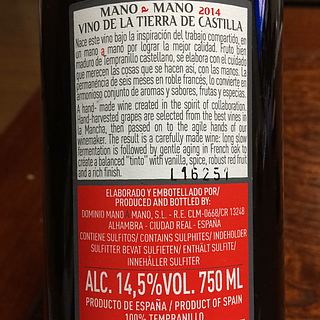 MANO a MANO 2014
VINO DE LA TIERRA DE CASTILLA
Nace este vino bajo la inspiración del trabajo compartido, en
un mano a mano por lograr la mejor calidad. Fruto bien
maduro de Tempranillo castellano, se elabora con el cuidado
que merecen las cosas que se hacen así, con las manos. La
permanencia de seis meses en roble francés, lo convierte en
armonioso conjunto de aromas y sabores, frutas y especias.
A hand- made wine created in the spirit of collaboration.
Hand-harvested grapes are selected from the best vines in
la Mancha, then passed on to the agile hands of our
winemaker. The result is a carefully made wine: long slow
fermentation is followed by gentle aging in French oak to
create a balanced "tinto" with vanilla, spice, robust red fruit
and a rich finish.
L16251
ELABORADO Y EMBOTELLADO POR/
PRODUCED AND BOTTLED BY:
DOMINIO MANO a MANO, S.L. - R.E. CLM-0668/CR 13248
ALHAMBRA - CIUDAD REAL - ESPAÑA
CONTIENE SULFITOS/ CONTAINS SULPHITES/ INDEHOLDER
SULFITTER BEVAT SULFIETEN/ ENTHÄLT SULFITE/
INNEHÅLLER SULFITER
ALC. 14,5%VOL. 750 ML
PRODUCTO DE ESPAÑA / PRODUCT OF SPAIN
100% TEMPRANILLO